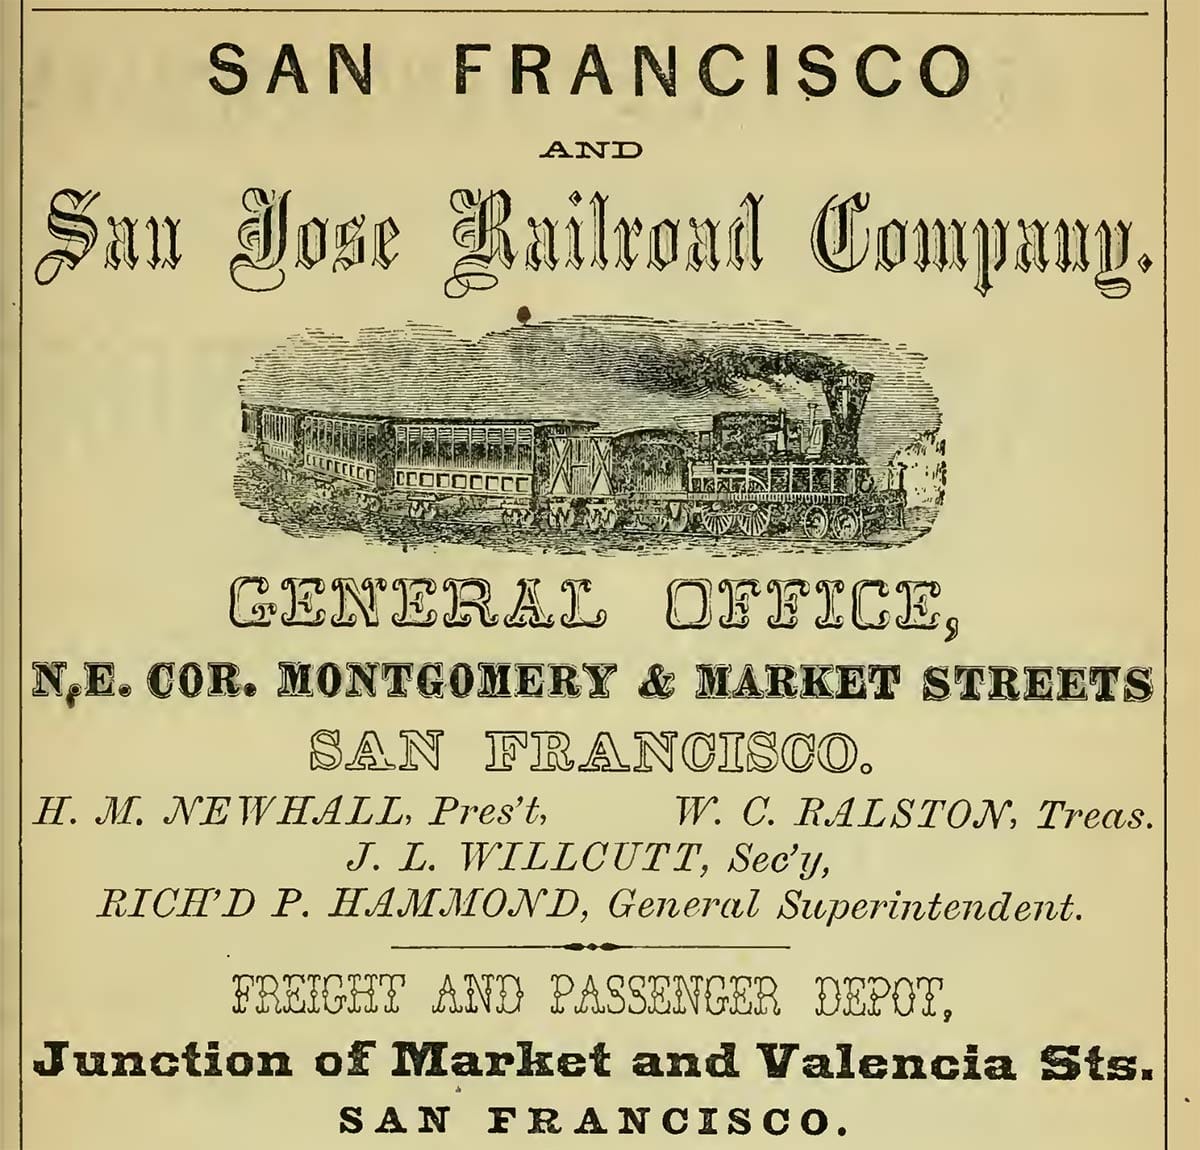 SAN FRANCISCO
AND
San Jose Railroad Company.
GENERAL OFFICE,
N. E. COR. MONTGOMERY & MARKET STREETS
SAN FRANCISCO.
H. M. NEWHALL, Pres't, W. C. RALSTON, Treas.
J. L. WILLCUTT, Sec'y,
RICH'D P. HAMMOND, General Superintendent.
FREIGHT AND PASSENGER DEPOT,
Junction of Market and Valencia Sts.
SAN FRANCISCO.